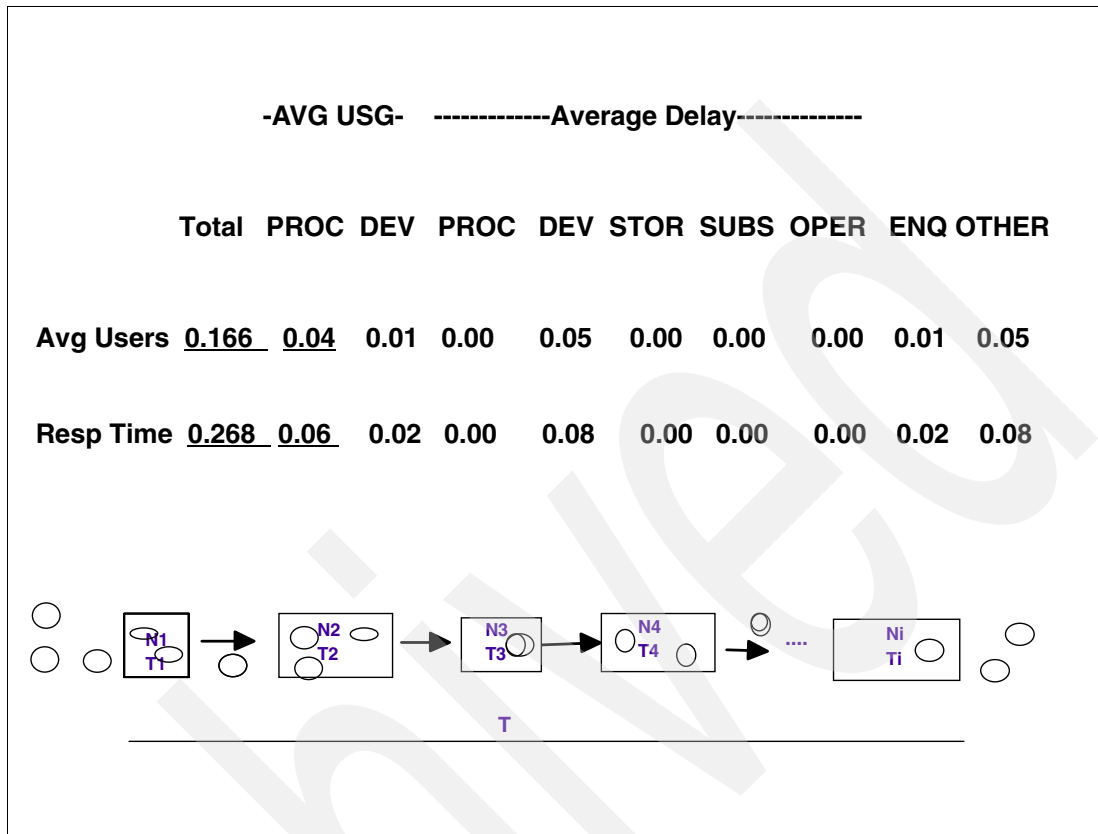 -AVG USG- -------------Average Delay--------------
Total PROC DEV PROC DEV STOR SUBS OPER ENQ OTHER
Avg Users 0.166 0.04 0.01 0.00 0.05 0.00 0.00 0.00 0.01 0.05
Resp Time 0.268 0.06 0.02 0.00 0.08 0.00 0.00 0.00 0.02 0.08
N1 N2 N3 N4 .... Ni
T1 T2 T3 T4 Ti
T
hived